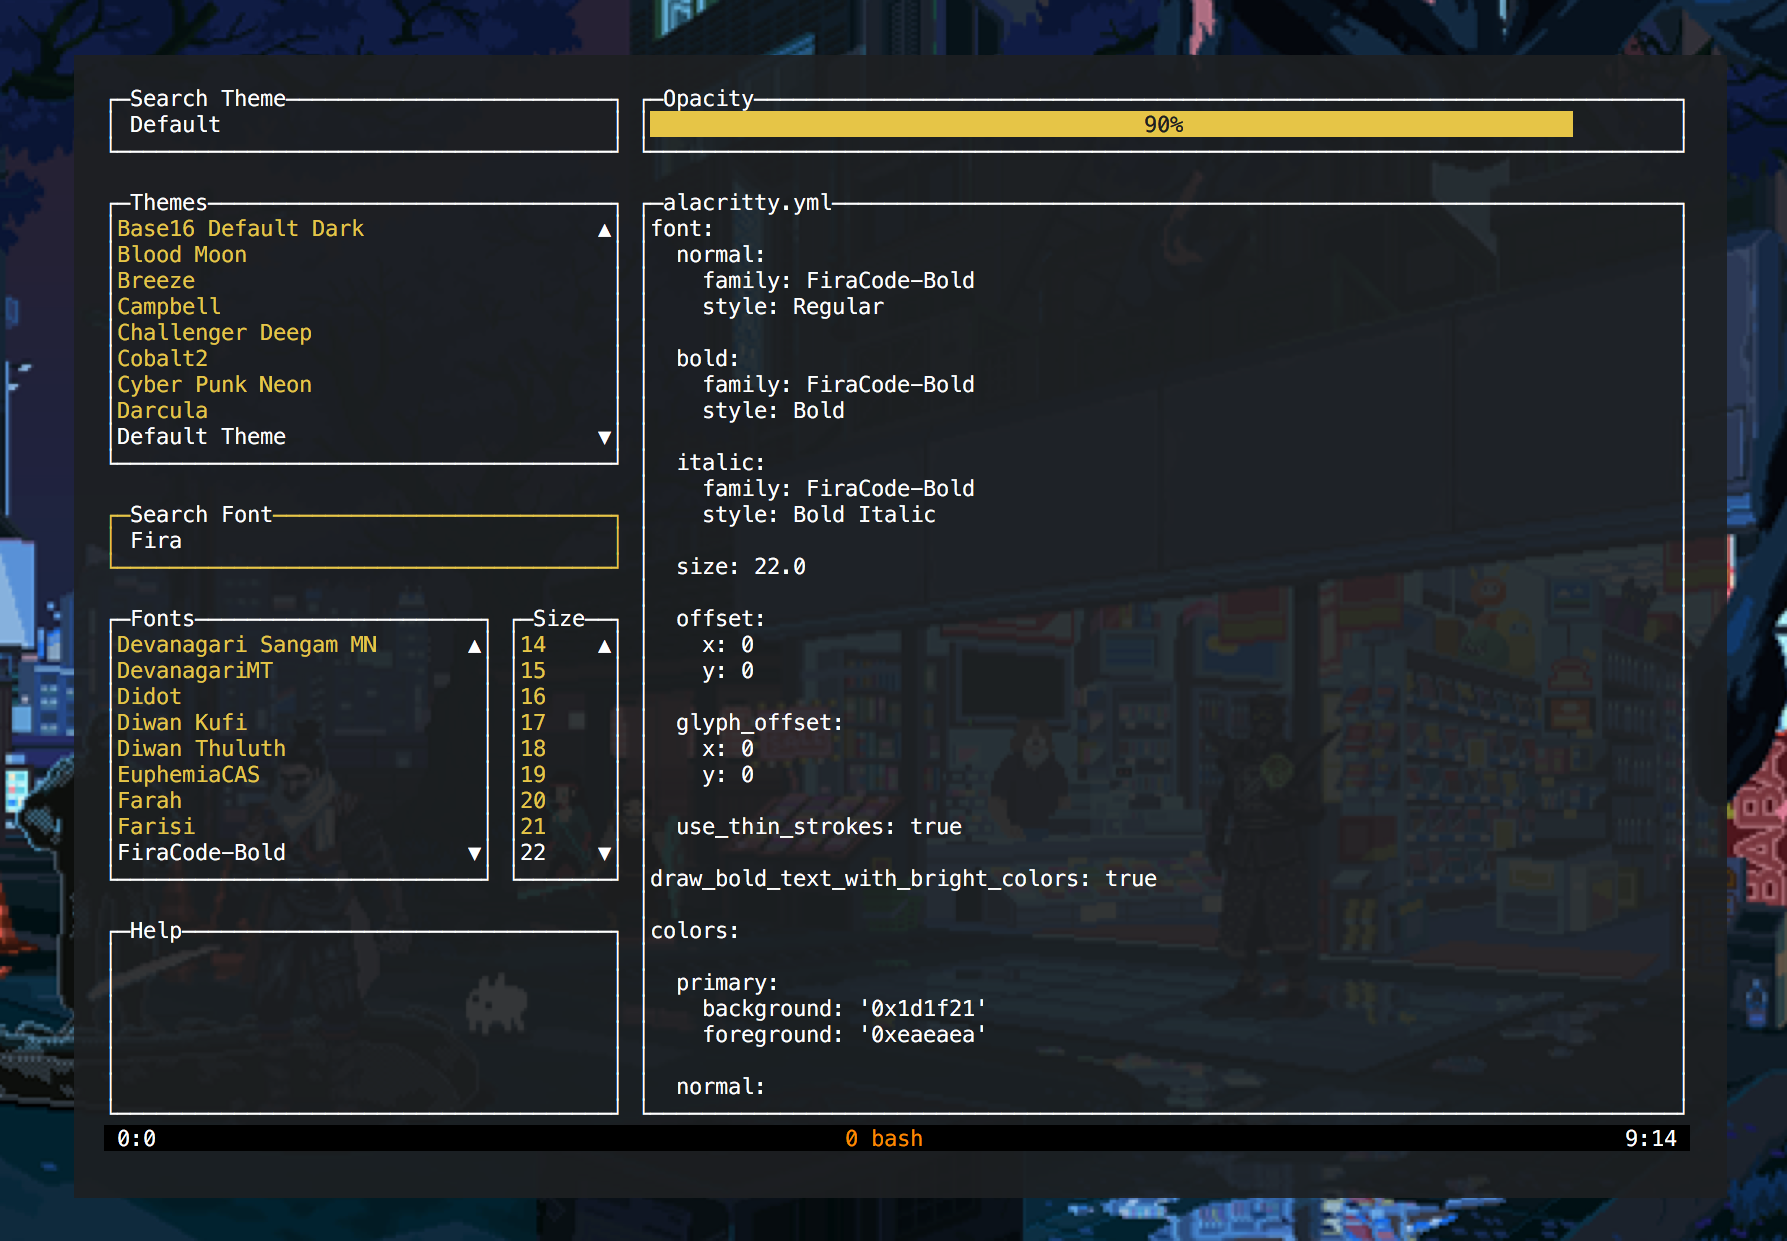 Search Theme
Default
Opacity
90%
Themes
Base16 Default Dark ▲
Blood Moon
Breeze
Campbell
Challenger Deep
Cobalt2
Cyber Punk Neon
Darcula
Default Theme ▼
Search Font
Fira
Fonts
Devanagari Sangam MN ▲
DevanagariMT
Didot
Diwan Kufi
Diwan Thuluth
EuphemiaCAS
Farah
Farisi
FiraCode-Bold ▼
Size
14 ▲
15
16
17
18
19
20
21
22 ▼
Help
alacritty.yml
font:
  normal:
    family: FiraCode-Bold
    style: Regular
  bold:
    family: FiraCode-Bold
    style: Bold
  italic:
    family: FiraCode-Bold
    style: Bold Italic
  size: 22.0
  offset:
    x: 0
    y: 0
  glyph_offset:
    x: 0
    y: 0
  use_thin_strokes: true
draw_bold_text_with_bright_colors: true
colors:
  primary:
    background: '0x1d1f21'
    foreground: '0xeaeaea'
  normal:
0:0 0 bash 9:14